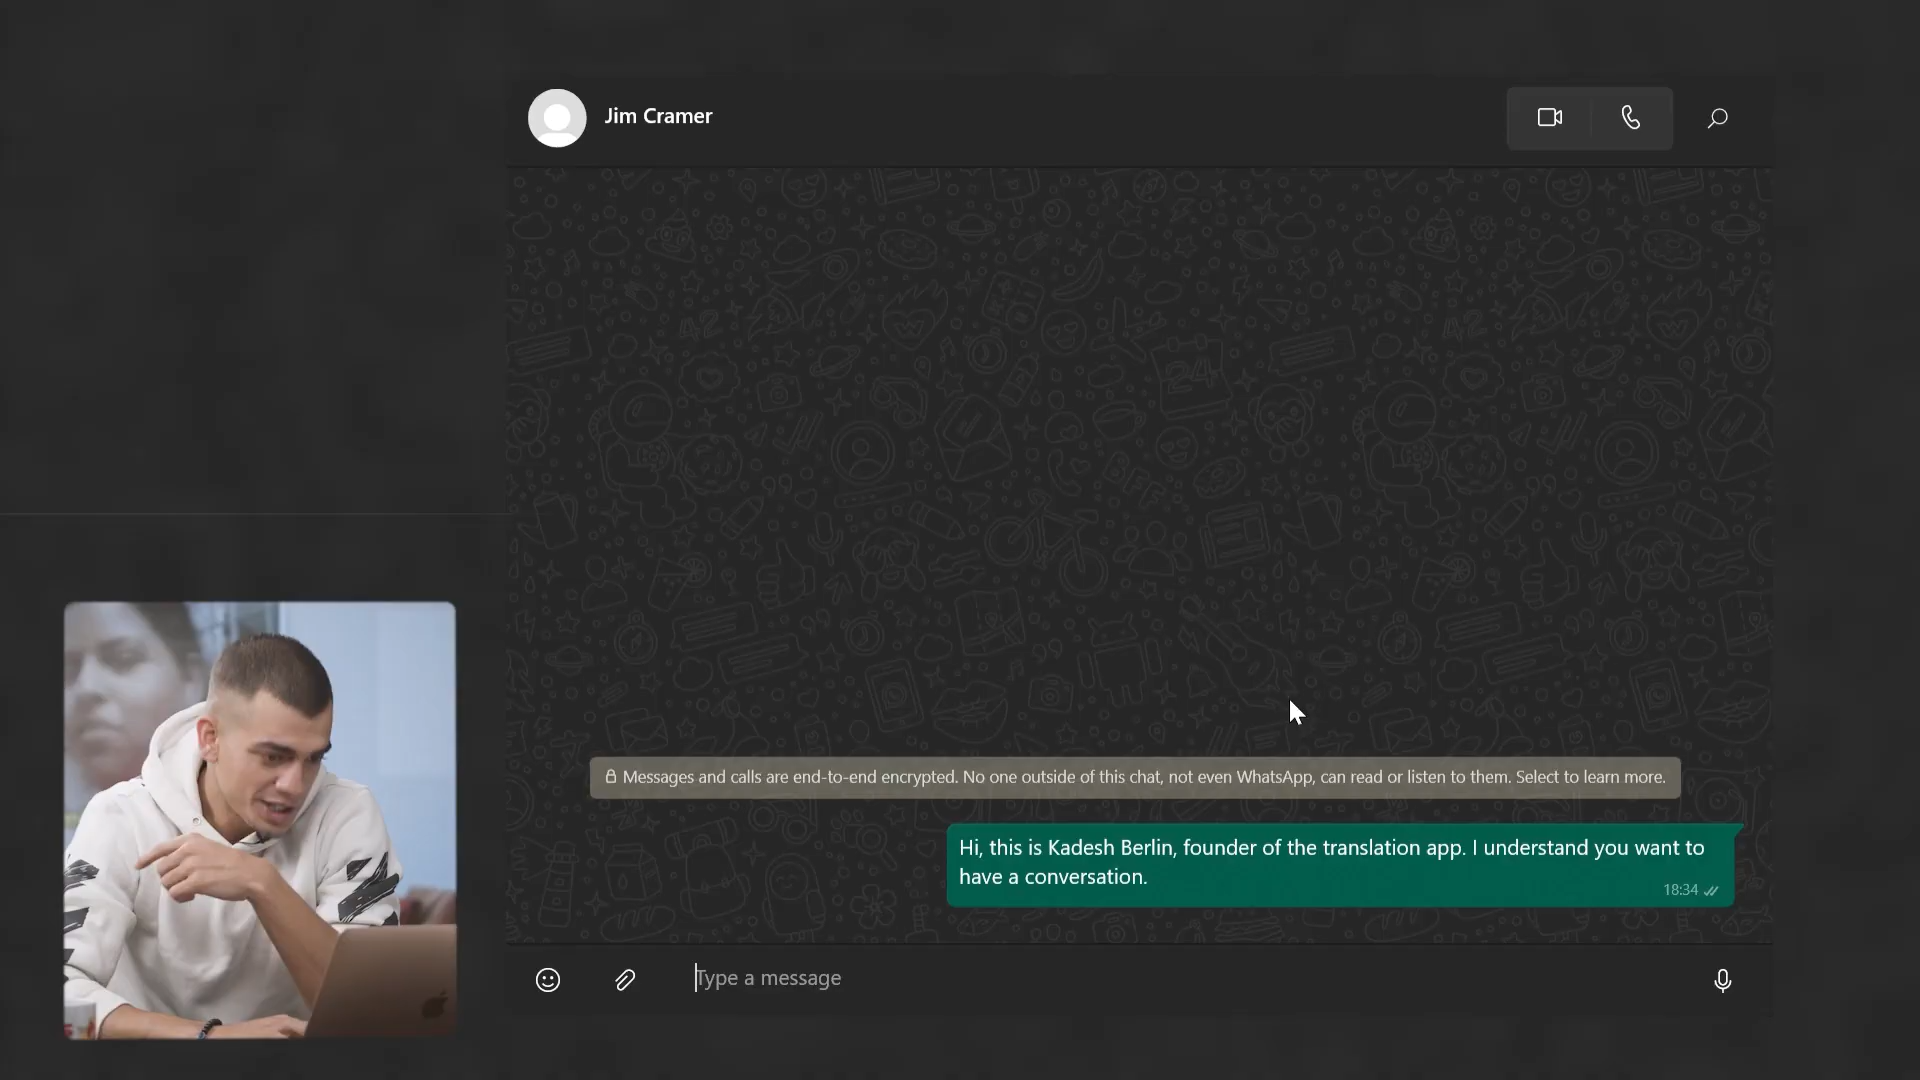 Jim Cramer
Messages and calls are end-to-end encrypted. No one outside of this chat, not even WhatsApp, can read or listen to them. Select to learn more.
Hi, this is Kadesh Berlin, founder of the translation app. I understand you want to
have a conversation.
18:34
Type a message